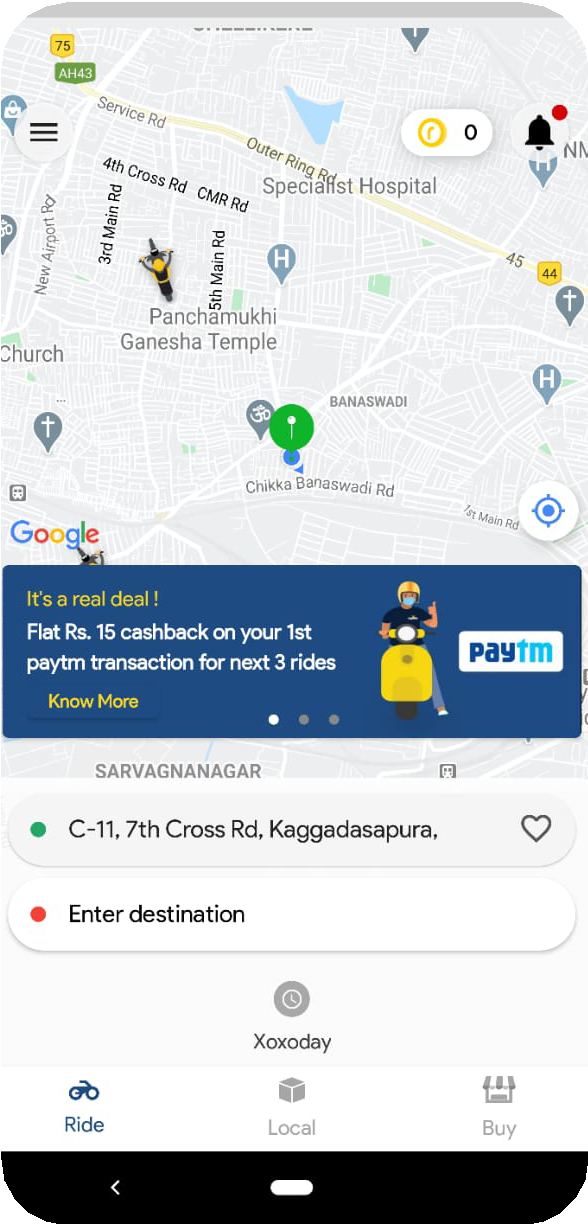 75
AH43
Service Rd
0
Outer Ring Rd
4th Cross Rd
CMR Rd
Specialist Hospital
H
NM
3rd Main Rd
New Airport Rd
5th Main Rd
H
45
44
Panchamukhi
Ganesha Temple
Church
H
...
BANASWADI
ॐ
Chikka Banaswadi Rd
1st Main Rd
Google
It's a real deal !
Flat Rs. 15 cashback on your 1st
paytm transaction for next 3 rides
Know More
paytm
SARVAGNANAGAR
C-11, 7th Cross Rd, Kaggadasapura,
Enter destination
Xoxoday
Ride
Local
Buy